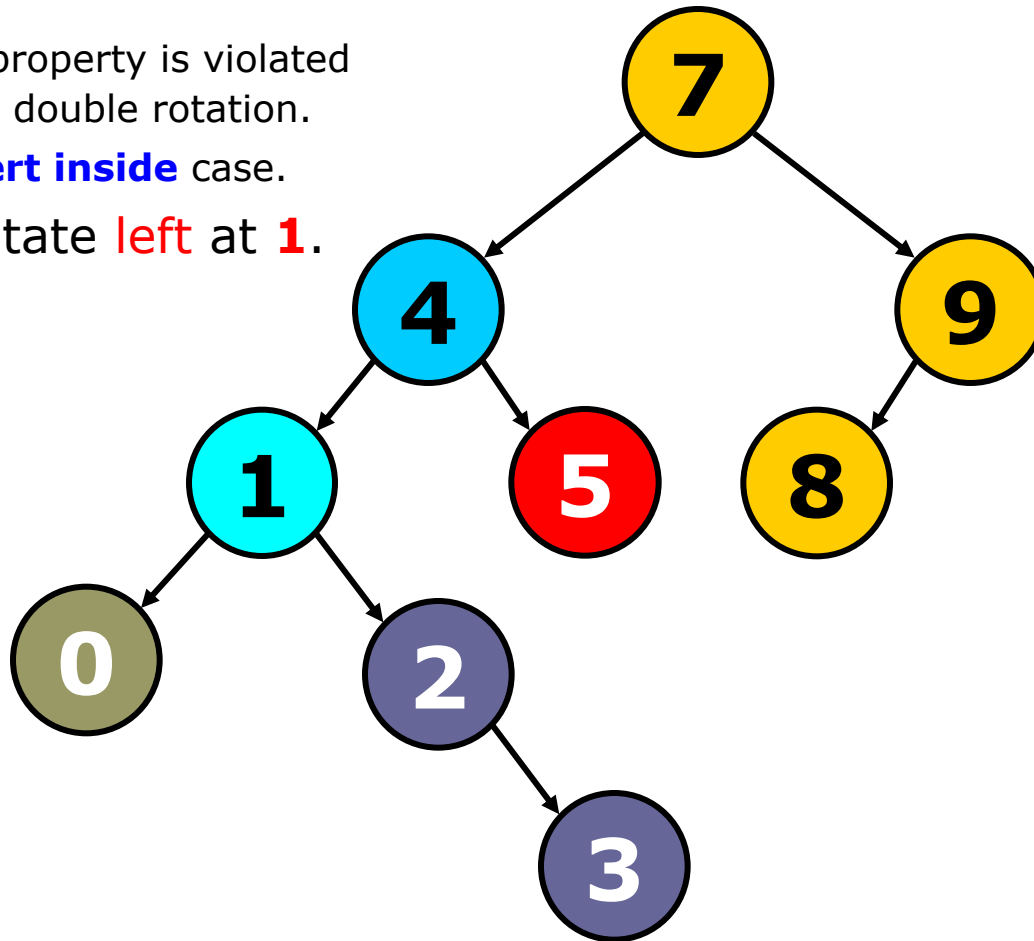 property is violated
double rotation.
ert inside case.
tate left at 1.
7
4
9
1
5
8
0
2
3